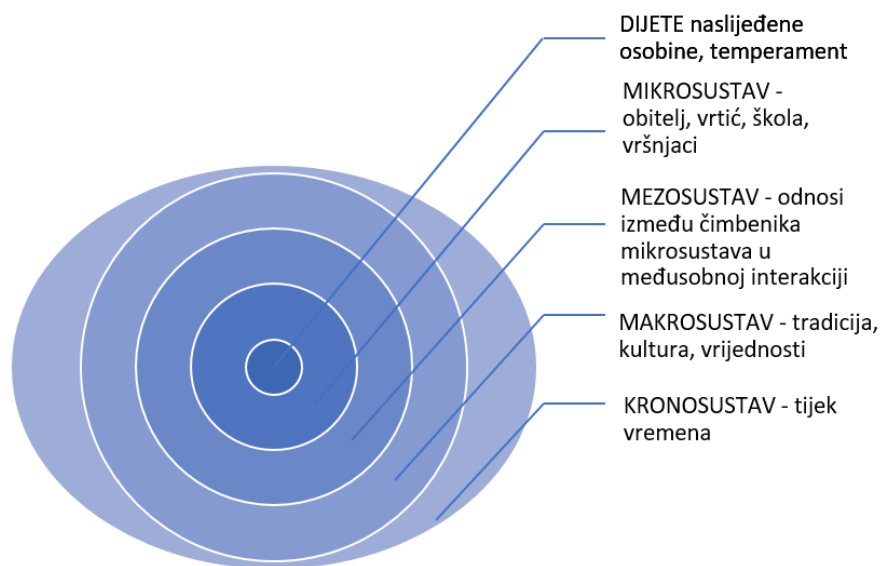 DIJETE naslijeđene
osobine, temperament
MIKROSUSTAV -
obitelj, vrtić, škola,
vršnjaci
MEZOSUSTAV - odnosi
između čimbenika
mikrosustava u
međusobnoj interakciji
MAKROSUSTAV - tradicija,
kultura, vrijednosti
KRONOSUSTAV - tijek
vremena